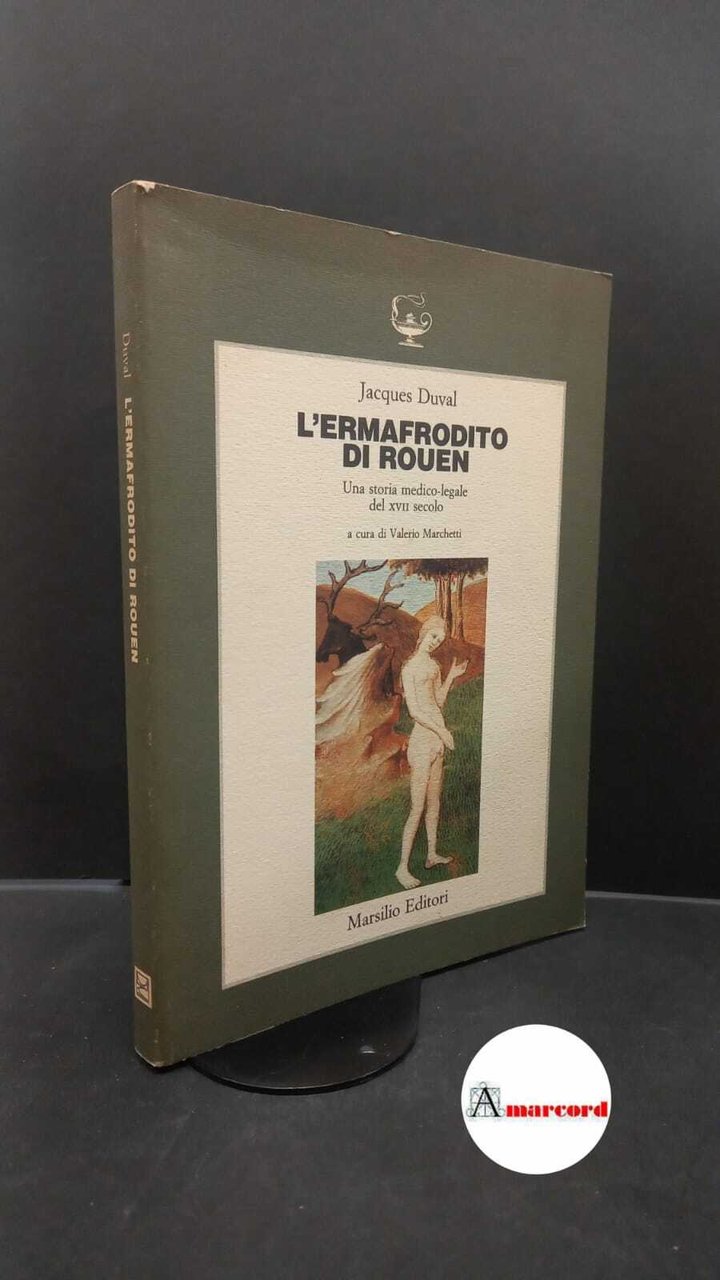 Jacques Duval
L'ERMAFRODITO
DI ROUEN
Una storia medico-legale
del XVII secolo
a cura di Valerio Marchetti
Marsilio Editori
Duval L'ERMAFRODITO DI ROUEN
Amarcord